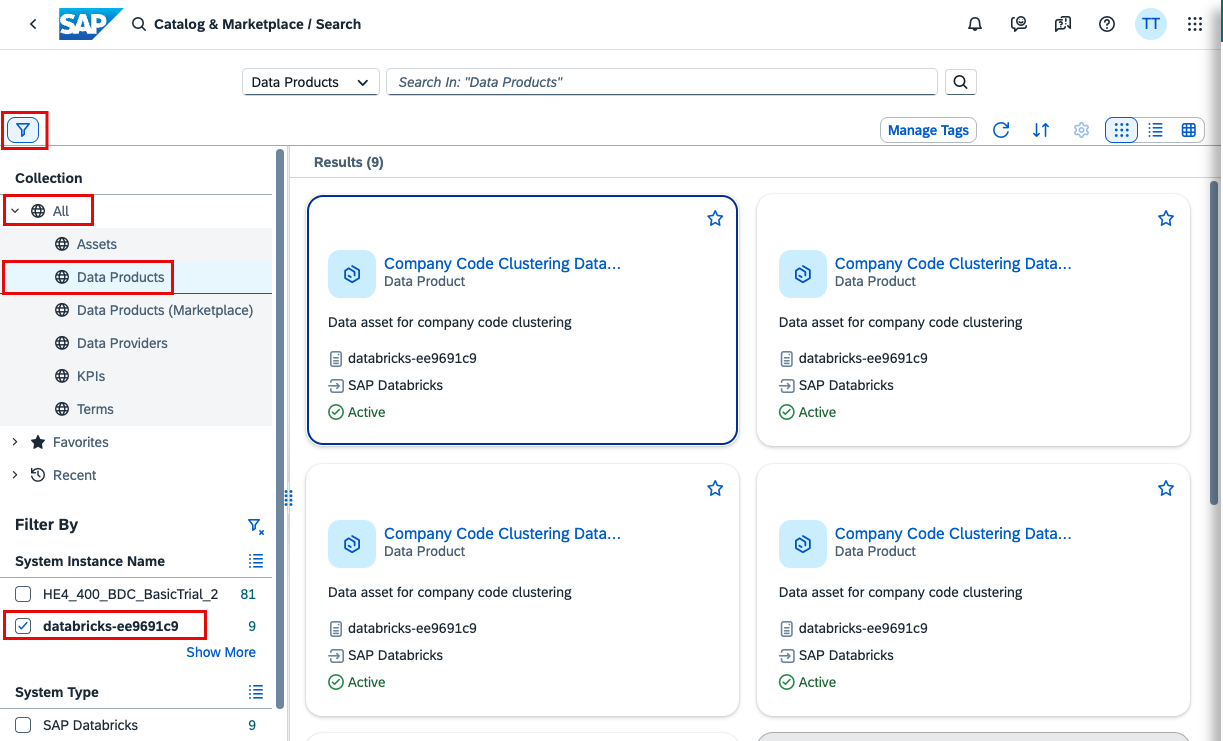 SAP Catalog & Marketplace / Search
TT
Data Products
Search In: "Data Products"
Manage Tags
Collection
All
Assets
Data Products
Data Products (Marketplace)
Data Providers
KPIs
Terms
Favorites
Recent
Filter By
System Instance Name
HE4_400_BDC_BasicTrial_2 81
databricks-ee9691c9 9
Show More
System Type
SAP Databricks 9
Results (9)
Company Code Clustering Data...
Data Product
Data asset for company code clustering
databricks-ee9691c9
SAP Databricks
Active
Company Code Clustering Data...
Data Product
Data asset for company code clustering
databricks-ee9691c9
SAP Databricks
Active
Company Code Clustering Data...
Data Product
Data asset for company code clustering
databricks-ee9691c9
SAP Databricks
Active
Company Code Clustering Data...
Data Product
Data asset for company code clustering
databricks-ee9691c9
SAP Databricks
Active